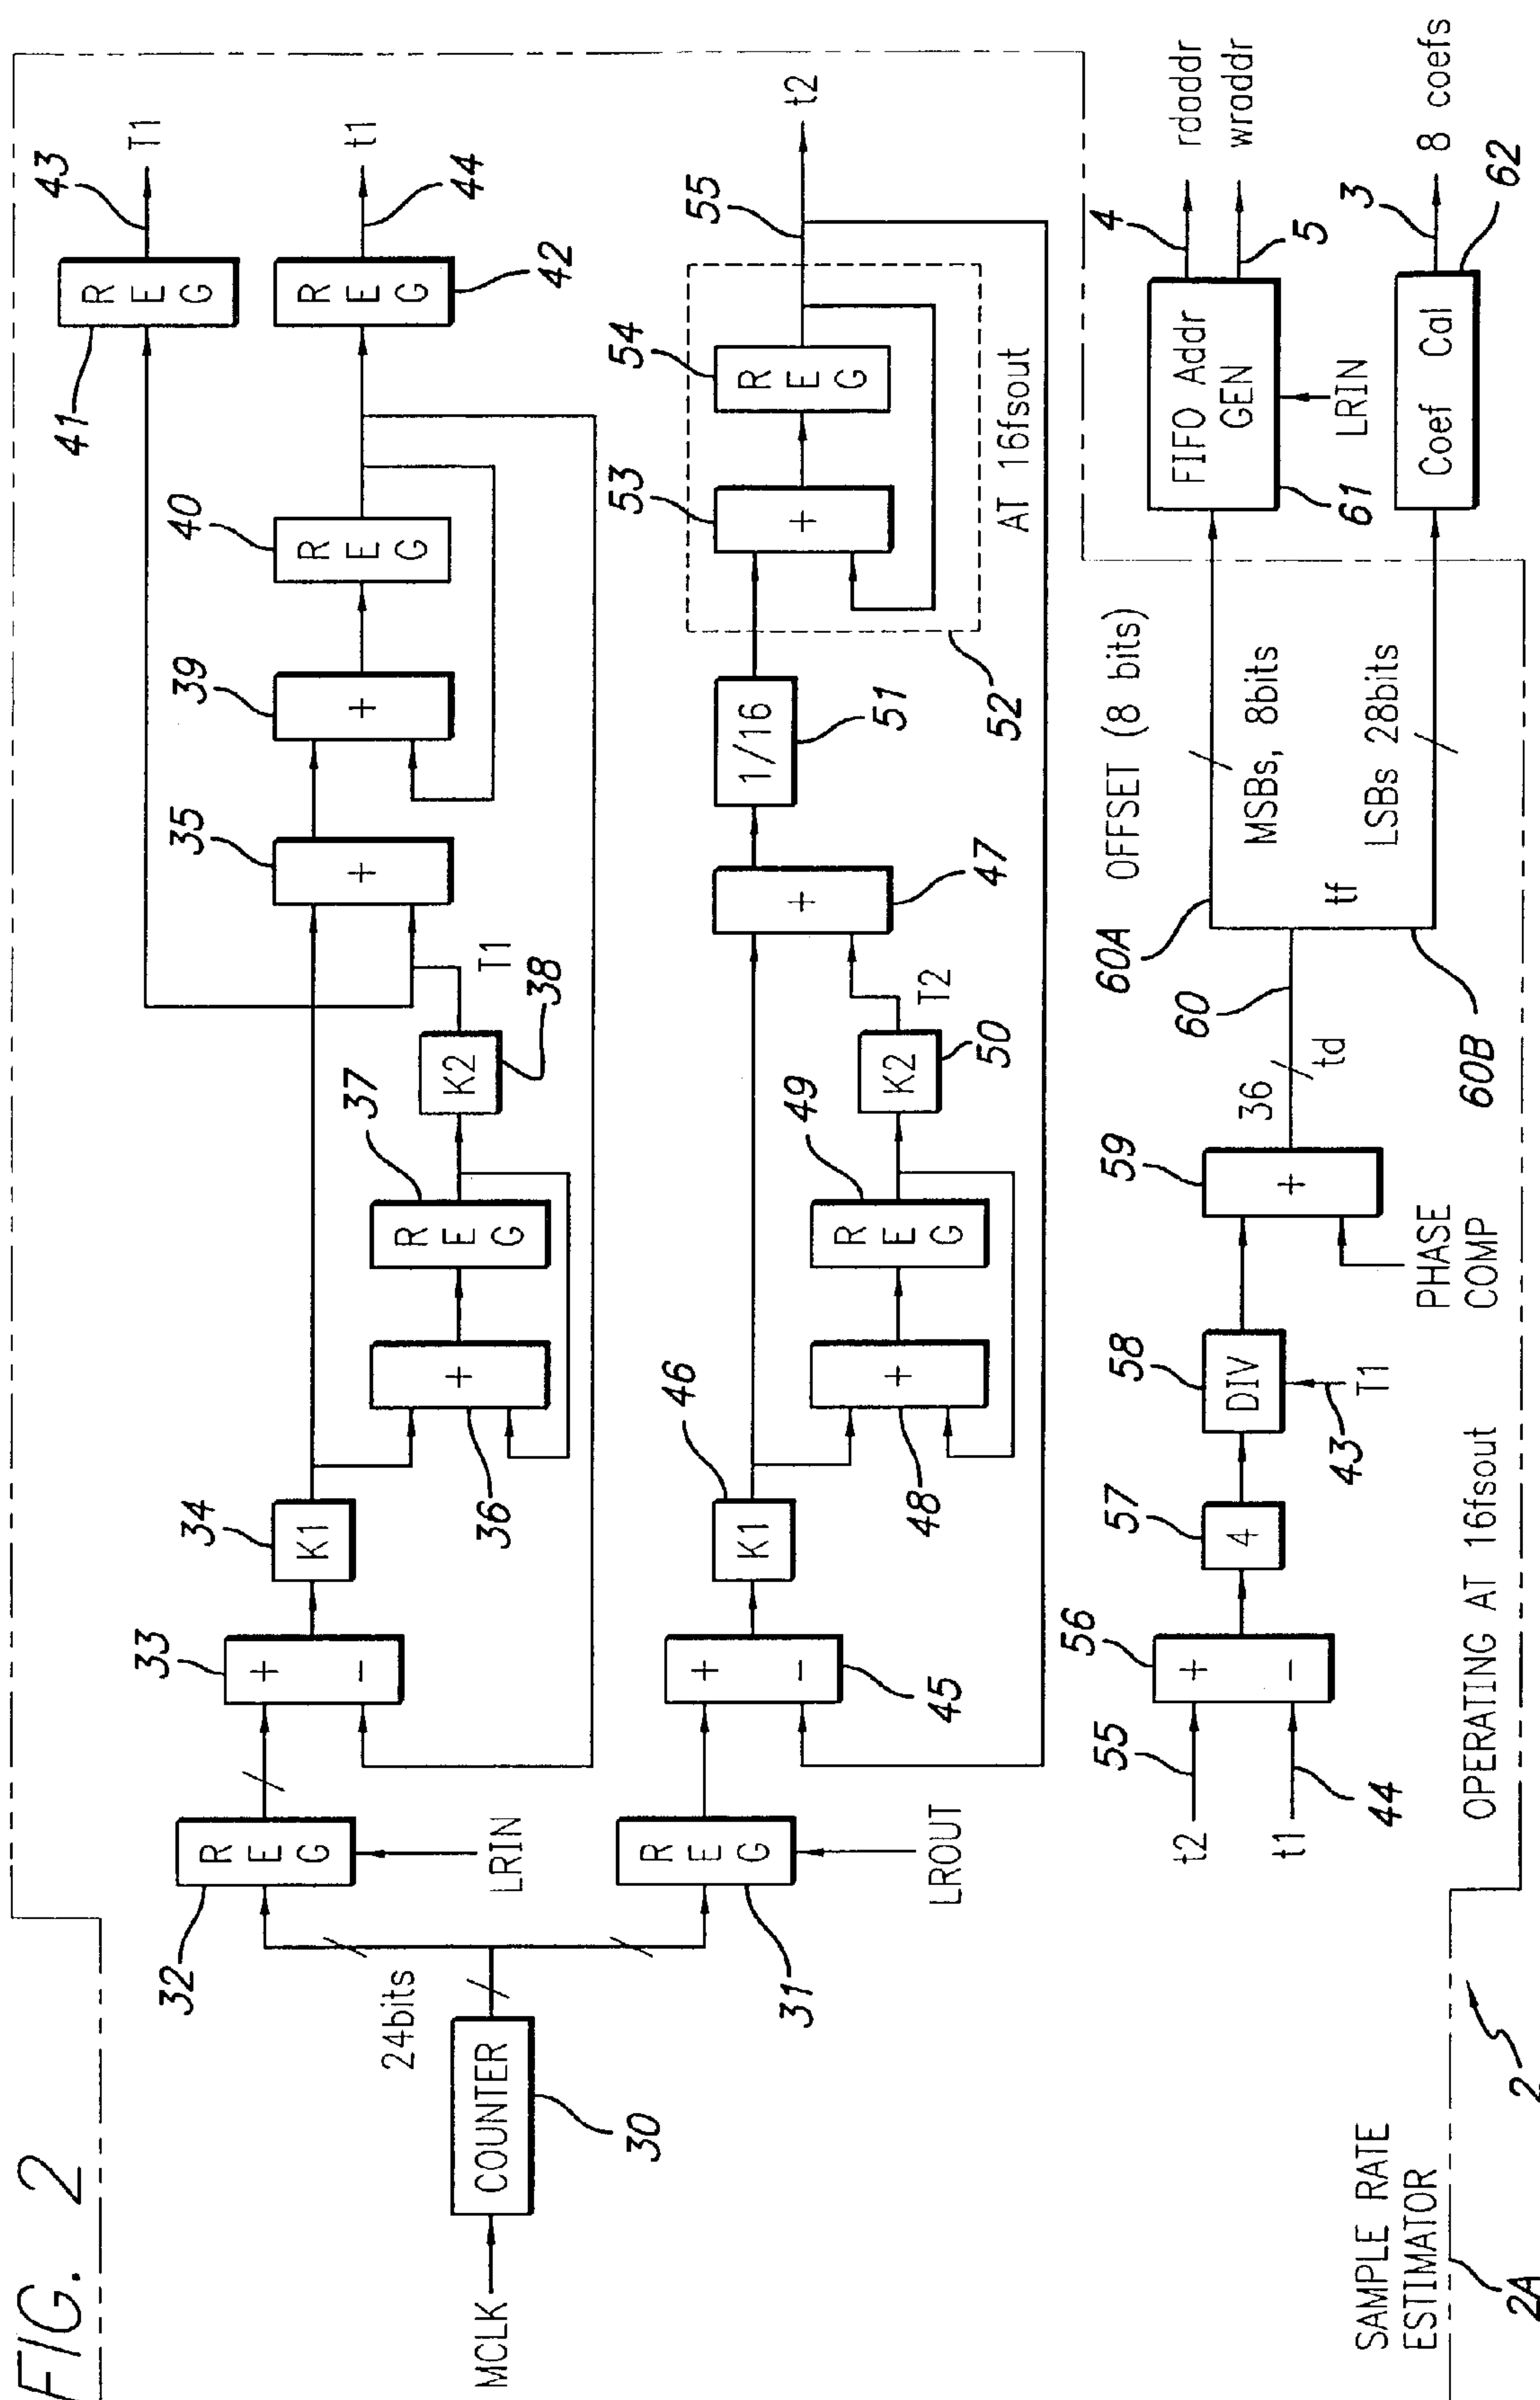 FIG. 2
41
REG
43
T1
32
REG
LRIN
33
+
-
34
K1
35
+
39
+
40
REG
REG
42
t1
44
36
+
37
REG
K2
38
T1
MCLK
COUNTER
30
24bits
31
REG
LROUT
+
-
45
46
K1
+
47
1/16
51
53
+
54
REG
55
t2
52
AT 16fsout
48
+
49
REG
K2
50
T2
55
t2
t1
44
56
+
-
57
4
58
DIV
43
T1
59
+
PHASE
COMP
36
td
60
60A
60B
OFFSET (8 bits)
MSBs, 8bits
tf
LSBs 28bits
FIFO Addr
GEN
61
LRIN
4
rdaddr
5
wraddr
Coef Cal
62
3
8 coefs
OPERATING AT 16fsout
SAMPLE RATE
ESTIMATOR
2A
2